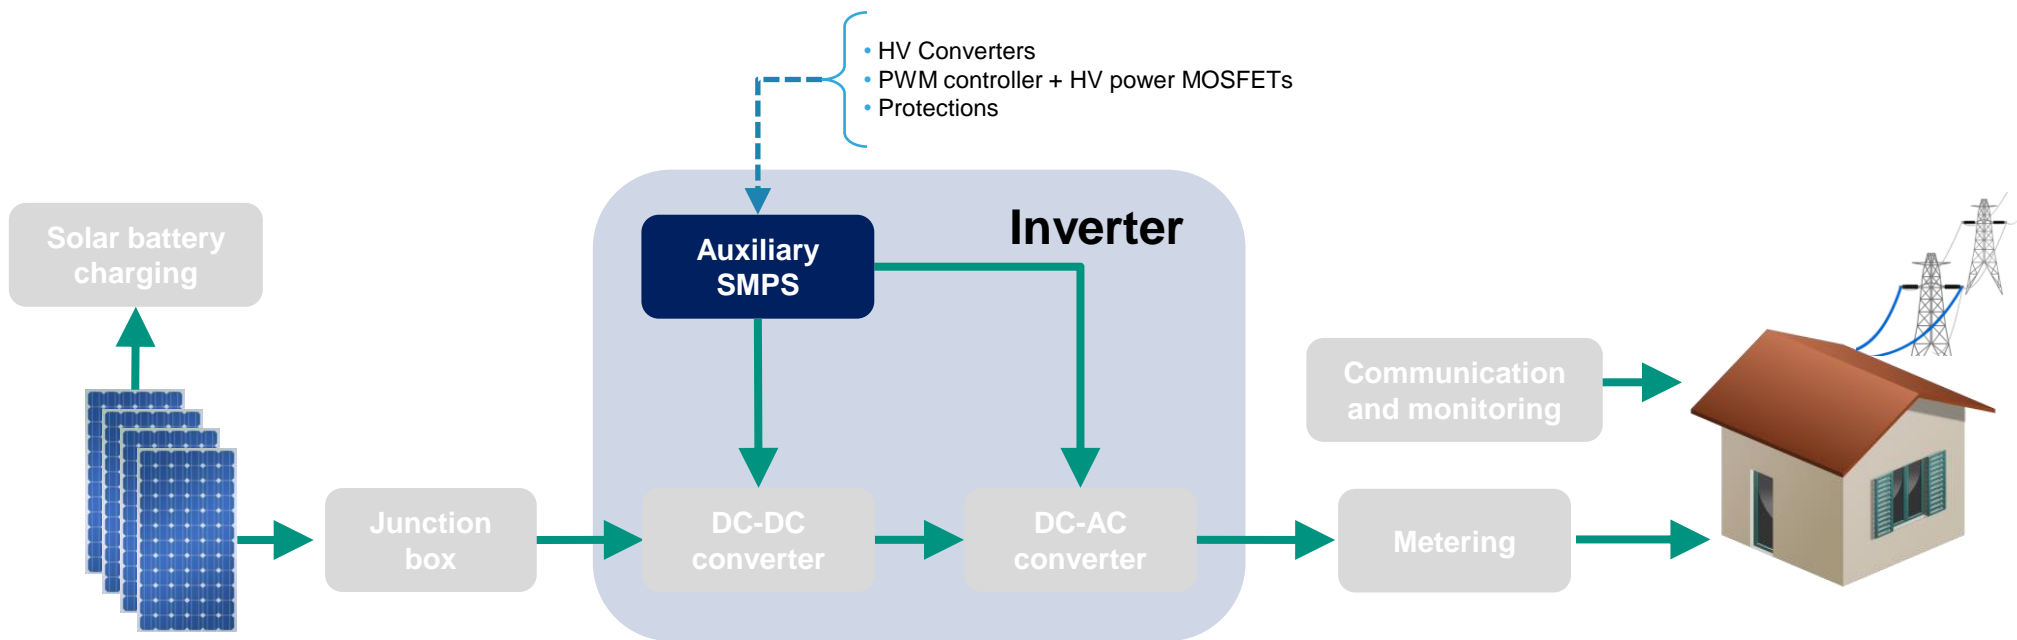 • HV Converters
• PWM controller + HV power MOSFETs
• Protections
Inverter
Solar battery
charging
Auxiliary
SMPS
Communication
and monitoring
Junction
box
DC-DC
converter
DC-AC
converter
Metering